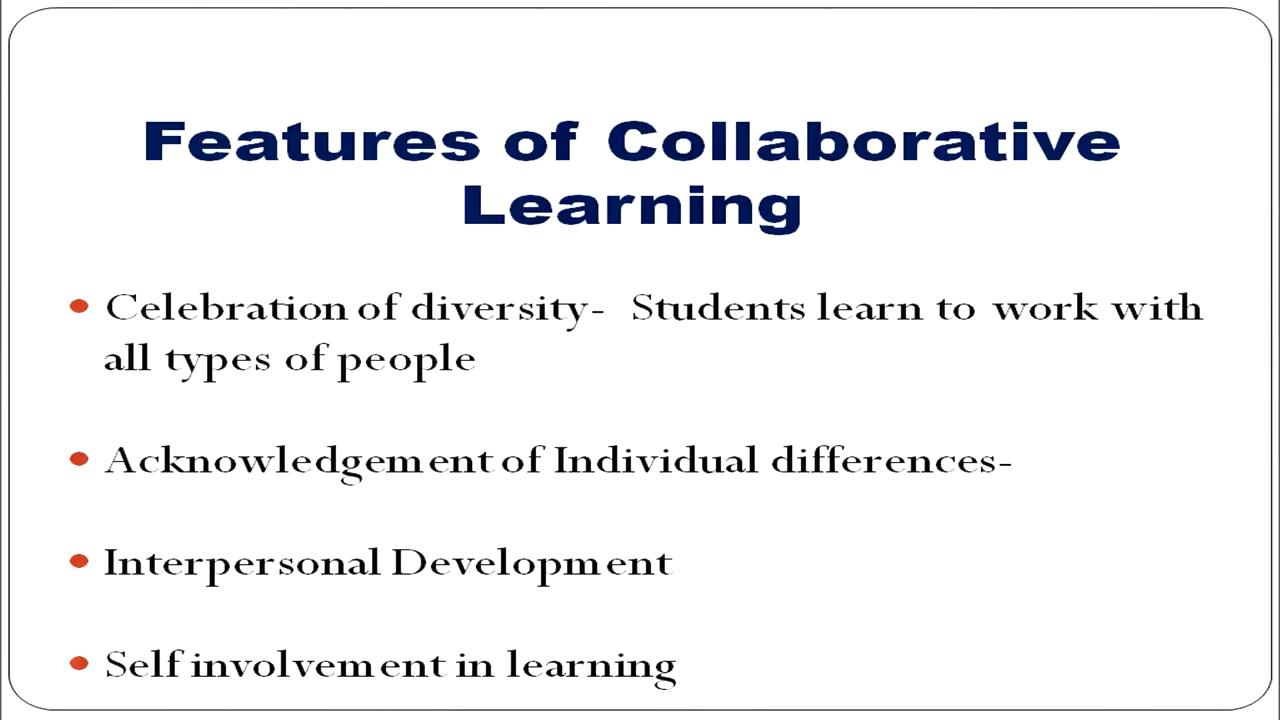 Features of Collaborative
Learning
Celebration of diversity- Students learn to work with
all types of people
Acknowledgement of Individual differences-
Interpersonal Development
Self involvement in learning